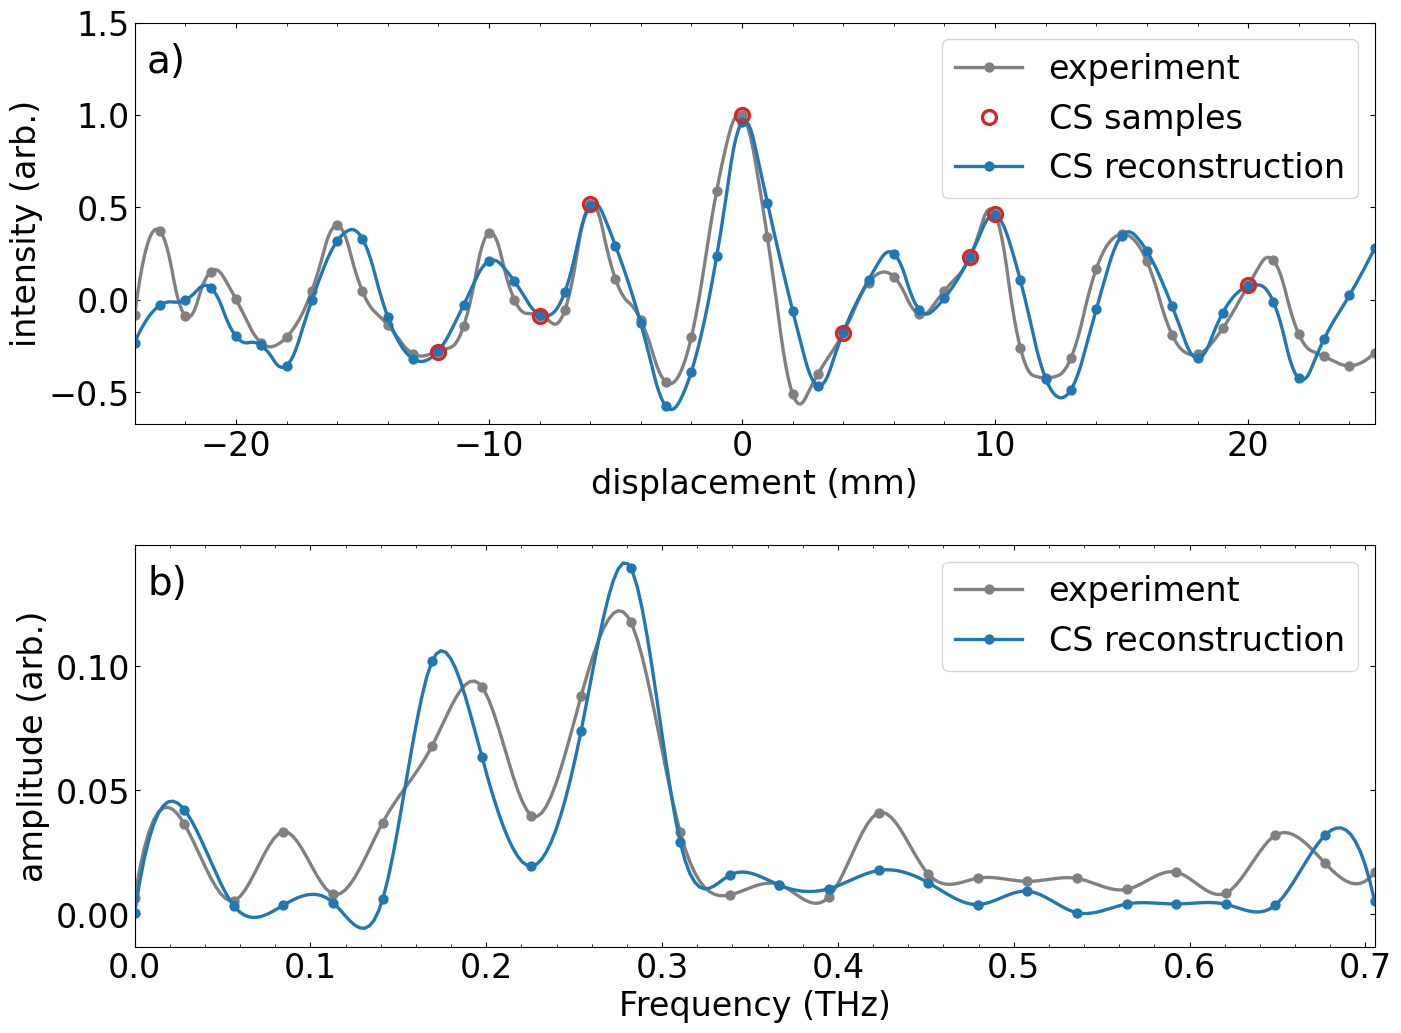 a)
intensity (arb.)
1.5
1.0
0.5
0.0
−0.5
experiment
CS samples
CS reconstruction
−20 −10 0 10 20
displacement (mm)
b)
amplitude (arb.)
0.10
0.05
0.00
experiment
CS reconstruction
0.0 0.1 0.2 0.3 0.4 0.5 0.6 0.7
Frequency (THz)